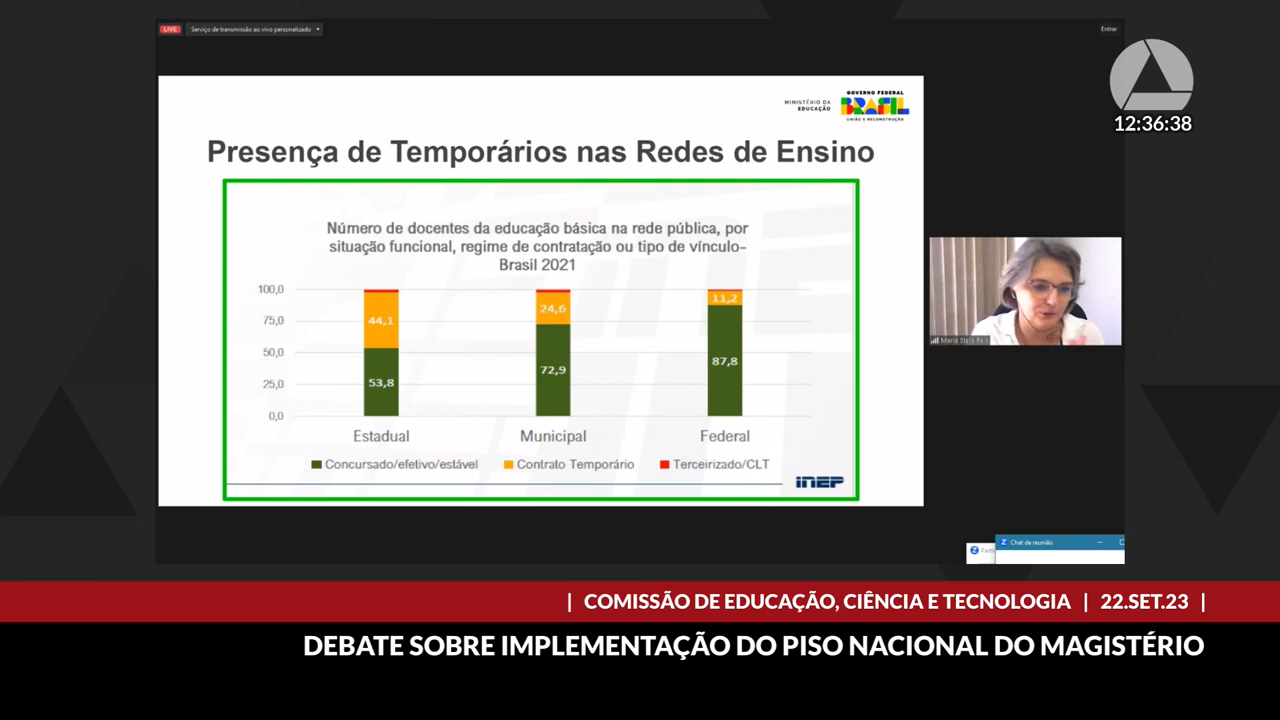 LIVE
Serviço de transmissão ao vivo personalizado
Entrar
12:36:38
MINISTÉRIO DA
EDUCAÇÃO
GOVERNO FEDERAL
BRASIL
UNIÃO E RECONSTRUÇÃO
Presença de Temporários nas Redes de Ensino
Número de docentes da educação básica na rede pública, por
situação funcional, regime de contratação ou tipo de vínculo-
Brasil 2021
100,0
75,0
50,0
25,0
0,0
44,1
53,8
24,6
72,9
11,2
87,8
Estadual
Municipal
Federal
Concursado/efetivo/estável
Contrato Temporário
Terceirizado/CLT
INEP
Chat de reunião
| COMISSÃO DE EDUCAÇÃO, CIÊNCIA E TECNOLOGIA | 22.SET.23 |
DEBATE SOBRE IMPLEMENTAÇÃO DO PISO NACIONAL DO MAGISTÉRIO